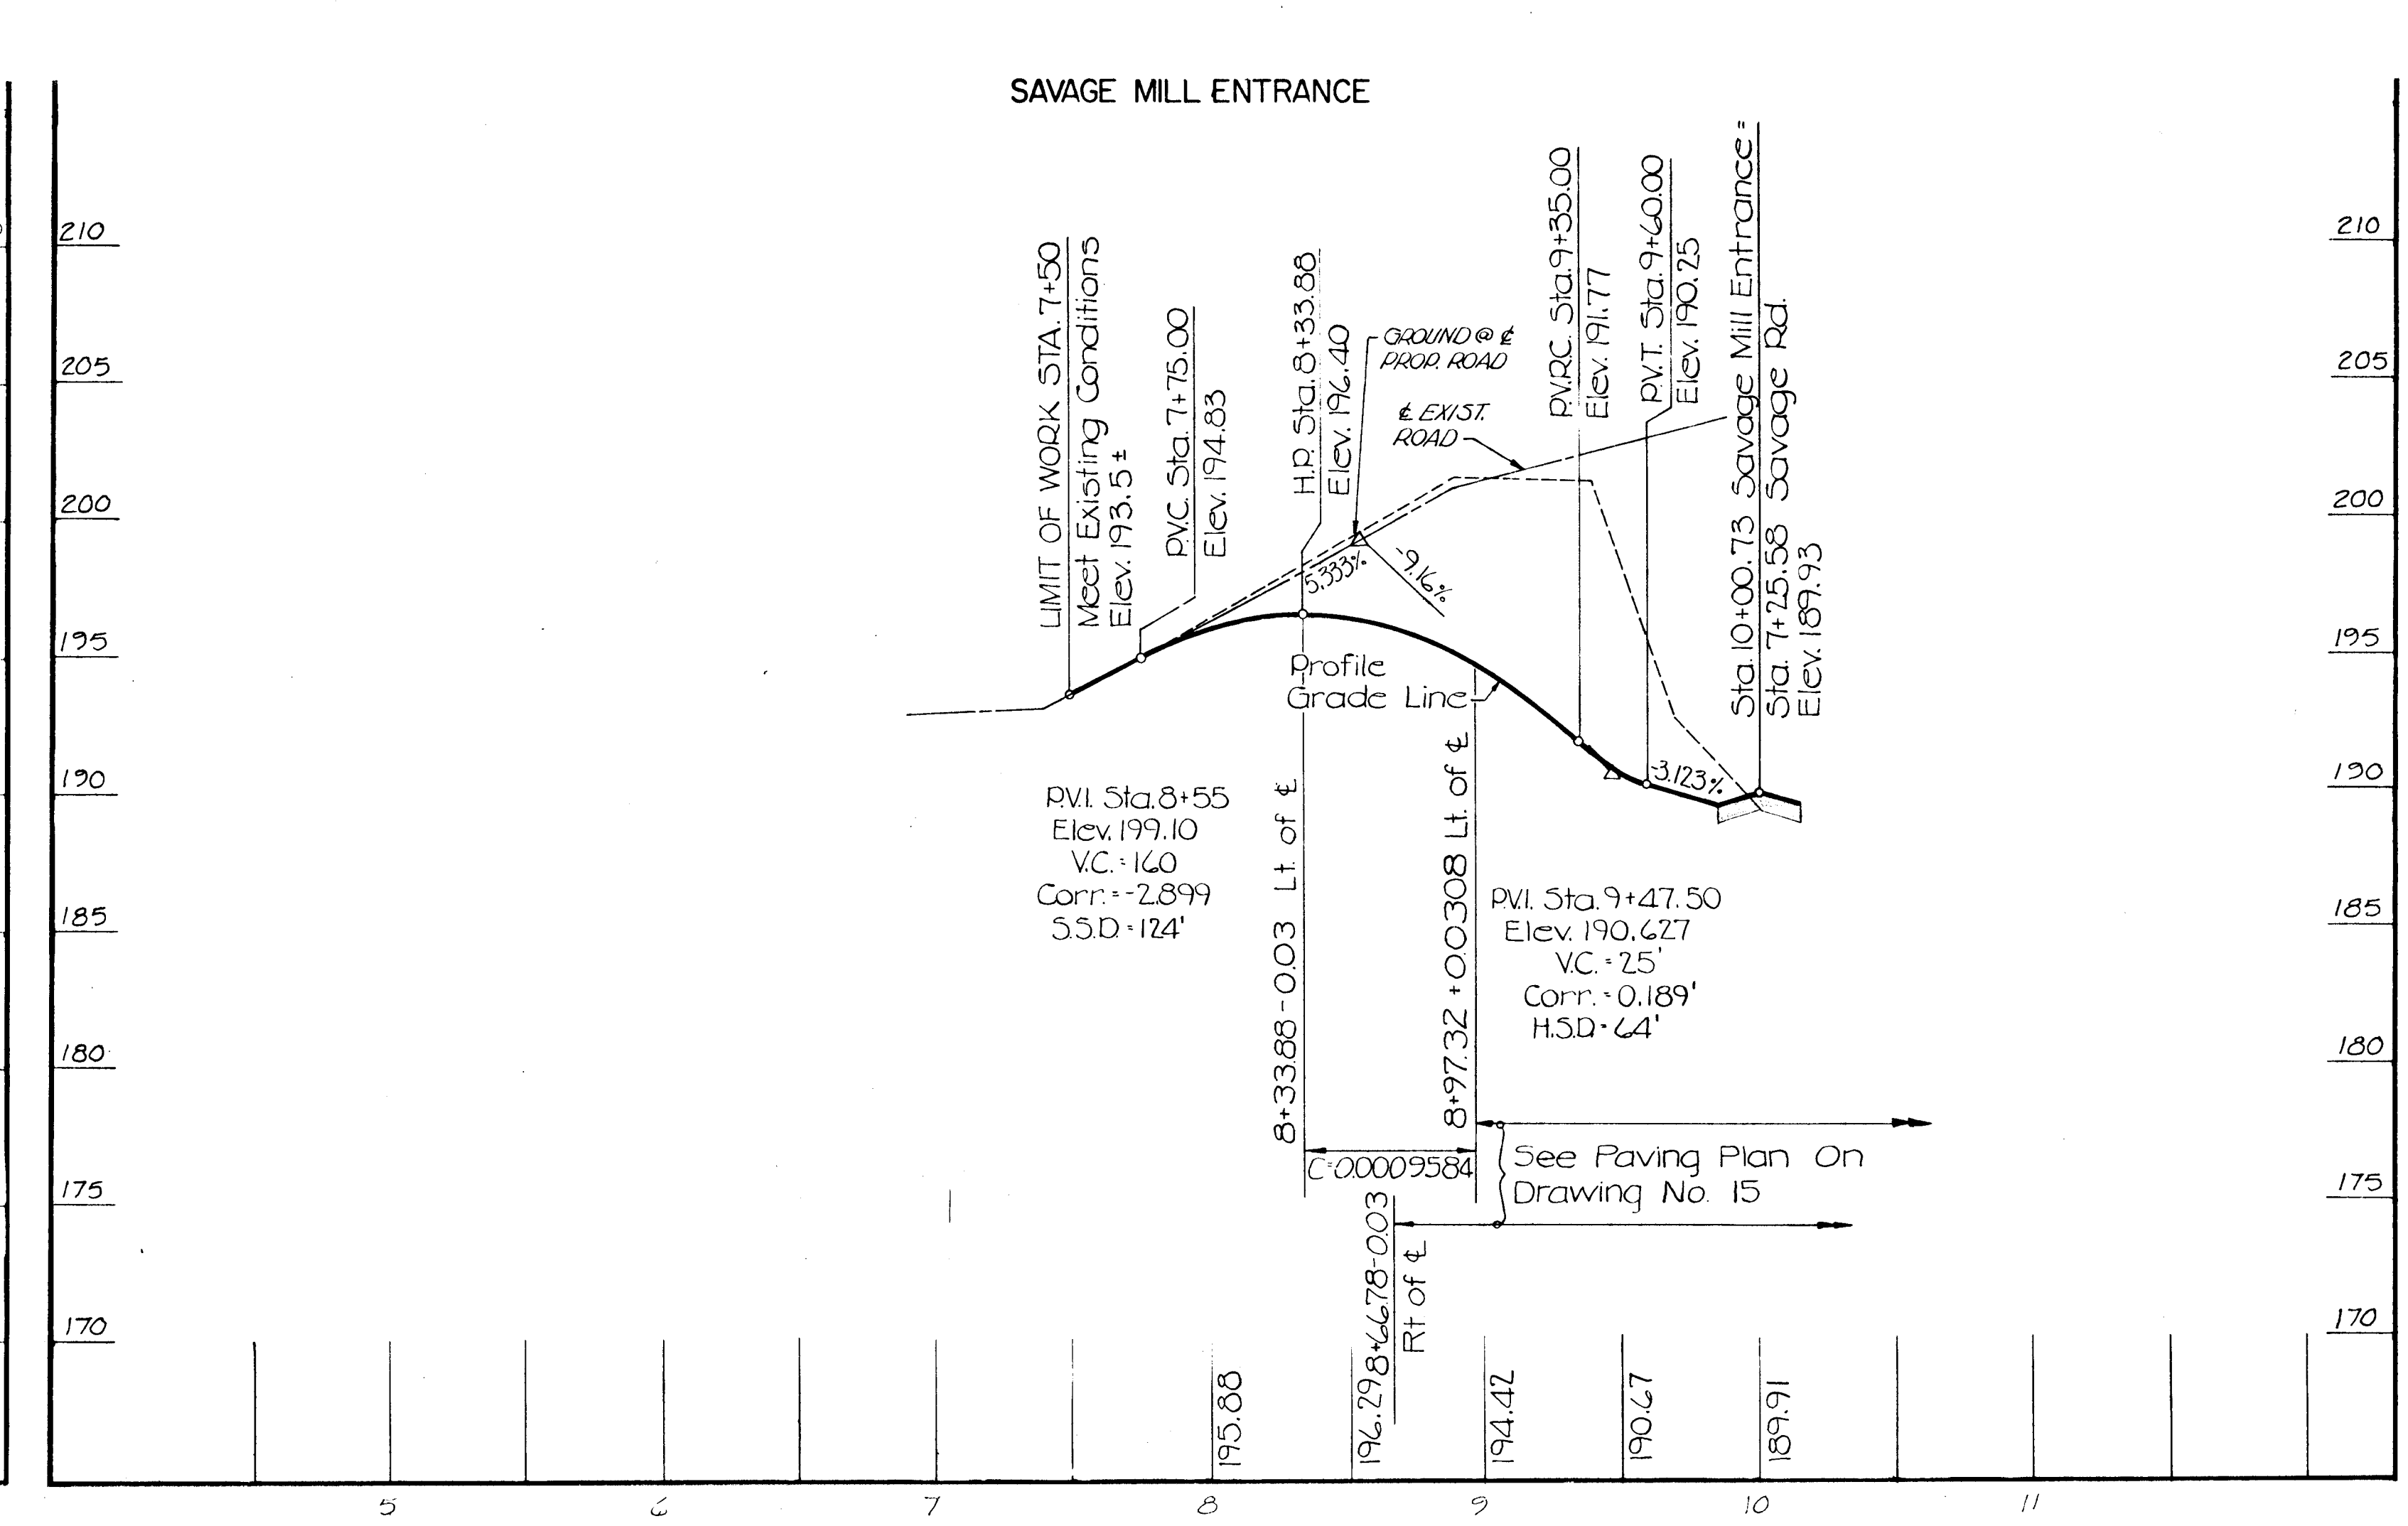 SAVAGE MILL ENTRANCE
210
205
200
195
190
185
180
175
170
LIMIT OF WORK STA. 7+50
Meet Existing Conditions
Elev. 193.5±
P.V.C. Sta. 7+75.00
Elev. 194.83
H.P. Sta. 8+33.88
Elev. 196.40
GROUND @ ℄
PROP. ROAD
℄ EXIST.
ROAD
P.V.R.C. Sta. 9+35.00
Elev. 191.77
P.V.T. Sta. 9+60.00
Elev. 190.25
Sta. 10+00.73 Savage Mill Entrance =
Sta. 7+25.58 Savage Rd.
Elev. 189.93
210
205
200
195
190
185
180
175
170
5.333%
-9.16%
-3.123%
Profile
Grade Line
P.V.I. Sta. 8+55
Elev. 199.10
V.C. = 160
Corr. = -2.899
S.S.D. = 124'
8+33.88 -0.03 Lt. of ℄
8+97.32 +0.00308 Lt. of ℄
P.V.I. Sta. 9+47.50
Elev. 190.627
V.C. = 25'
Corr. = 0.189'
H.S.D. = 64'
C=0.0009584
See Paving Plan On
Drawing No. 15
8+66.78-0.03
Rt of ℄
195.88
196.29
194.42
190.67
189.91
5
6
7
8
9
10
11